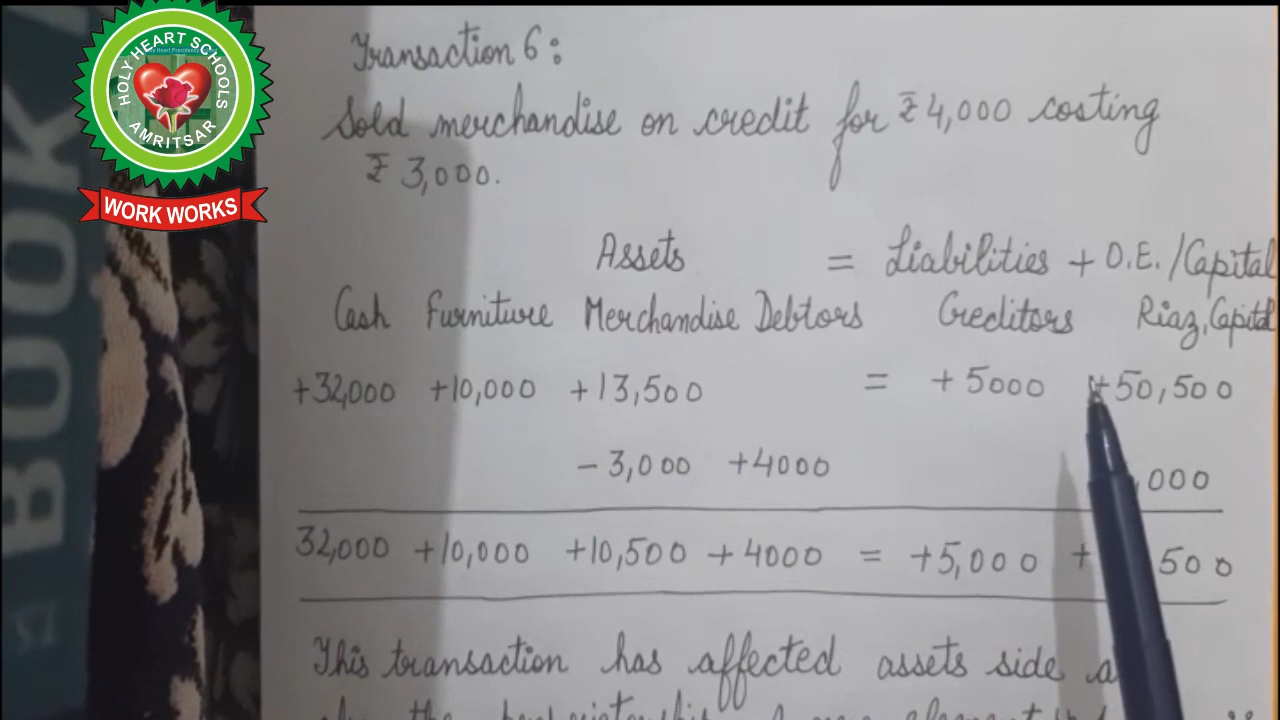 HOLY HEART SCHOOLS
AMRITSAR
WORK WORKS
BOOK
Transaction 6:
Sold merchandise on credit for ₹4,000 costing
₹ 3,000.
Assets = Liabilities + O.E./Capital
Cash Furniture Merchandise Debtors Creditors Riaz, Capital
+32,000 +10,000 +13,500 = +5000 +50,500
-3,000 +4000 ,000
32,000 +10,000 +10,500 +4000 = +5,000 + 500
This transaction has affected assets side